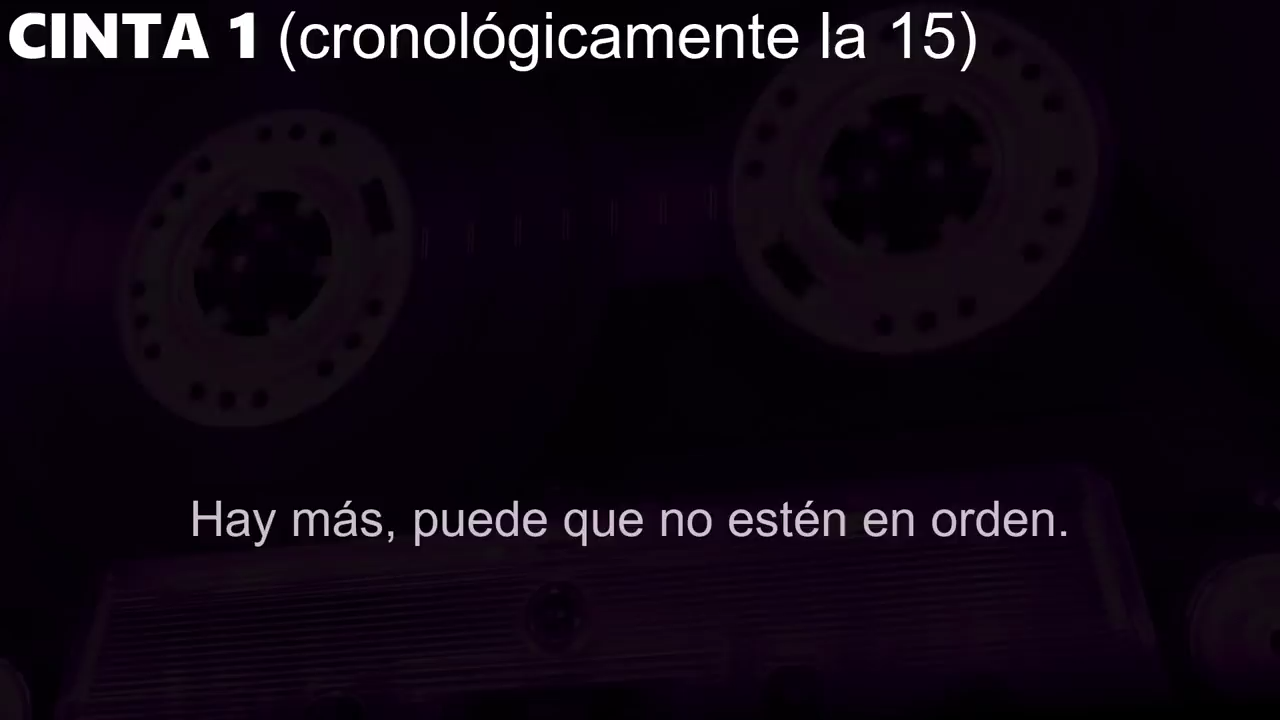 CINTA 1 (cronológicamente la 15)
Hay más, puede que no estén en orden.